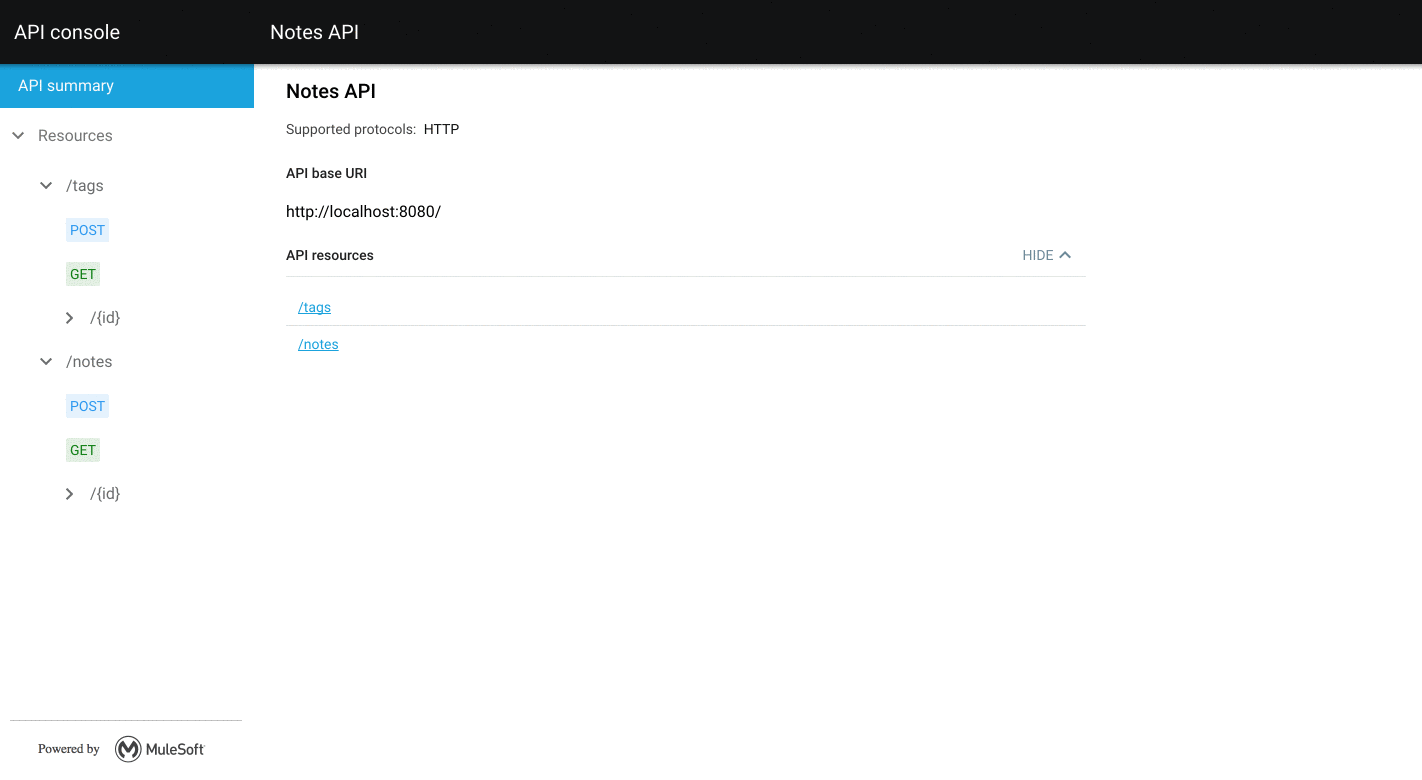 API console
Notes API
API summary
Resources
/tags
POST
GET
/{id}
/notes
POST
GET
/{id}
Powered by MuleSoft
Notes API
Supported protocols: HTTP
API base URI
http://localhost:8080/
API resources HIDE
/tags
/notes